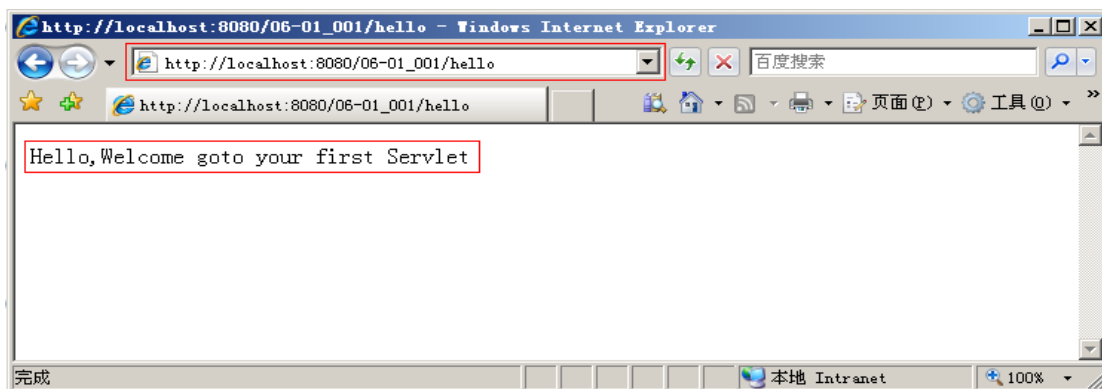 http://localhost:8080/06-01_001/hello - Windows Internet Explorer
http://localhost:8080/06-01_001/hello 百度搜索
http://localhost:8080/06-01_001/hello 页面(P) 工具(O) »
Hello,Welcome goto your first Servlet
完成 本地 Intranet 100%